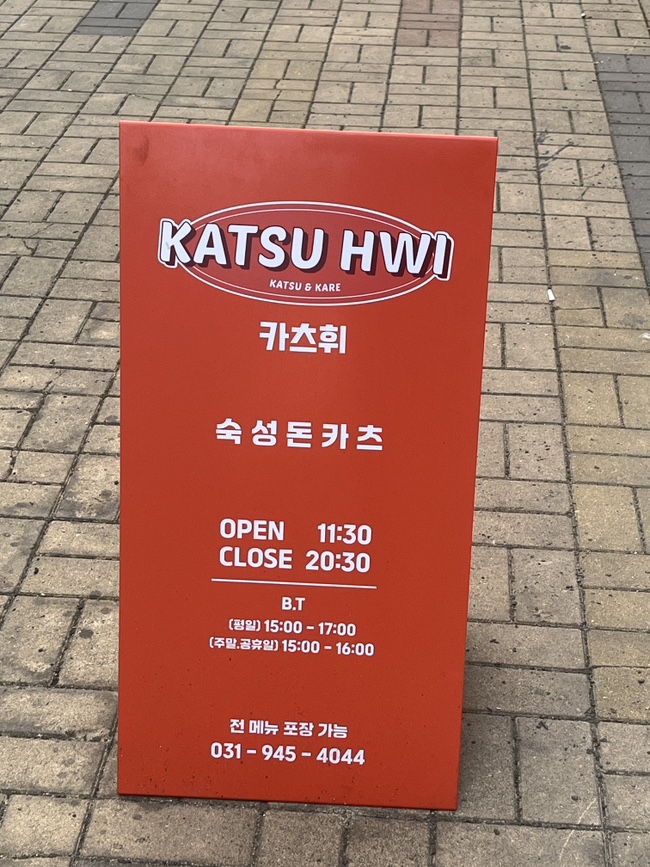 KATSU HWI
KATSU & KARE
카츠휘
숙성돈카츠
OPEN 11:30
CLOSE 20:30
B.T
(평일) 15:00 - 17:00
(주말.공휴일) 15:00 - 16:00
전 메뉴 포장 가능
031 - 945 - 4044